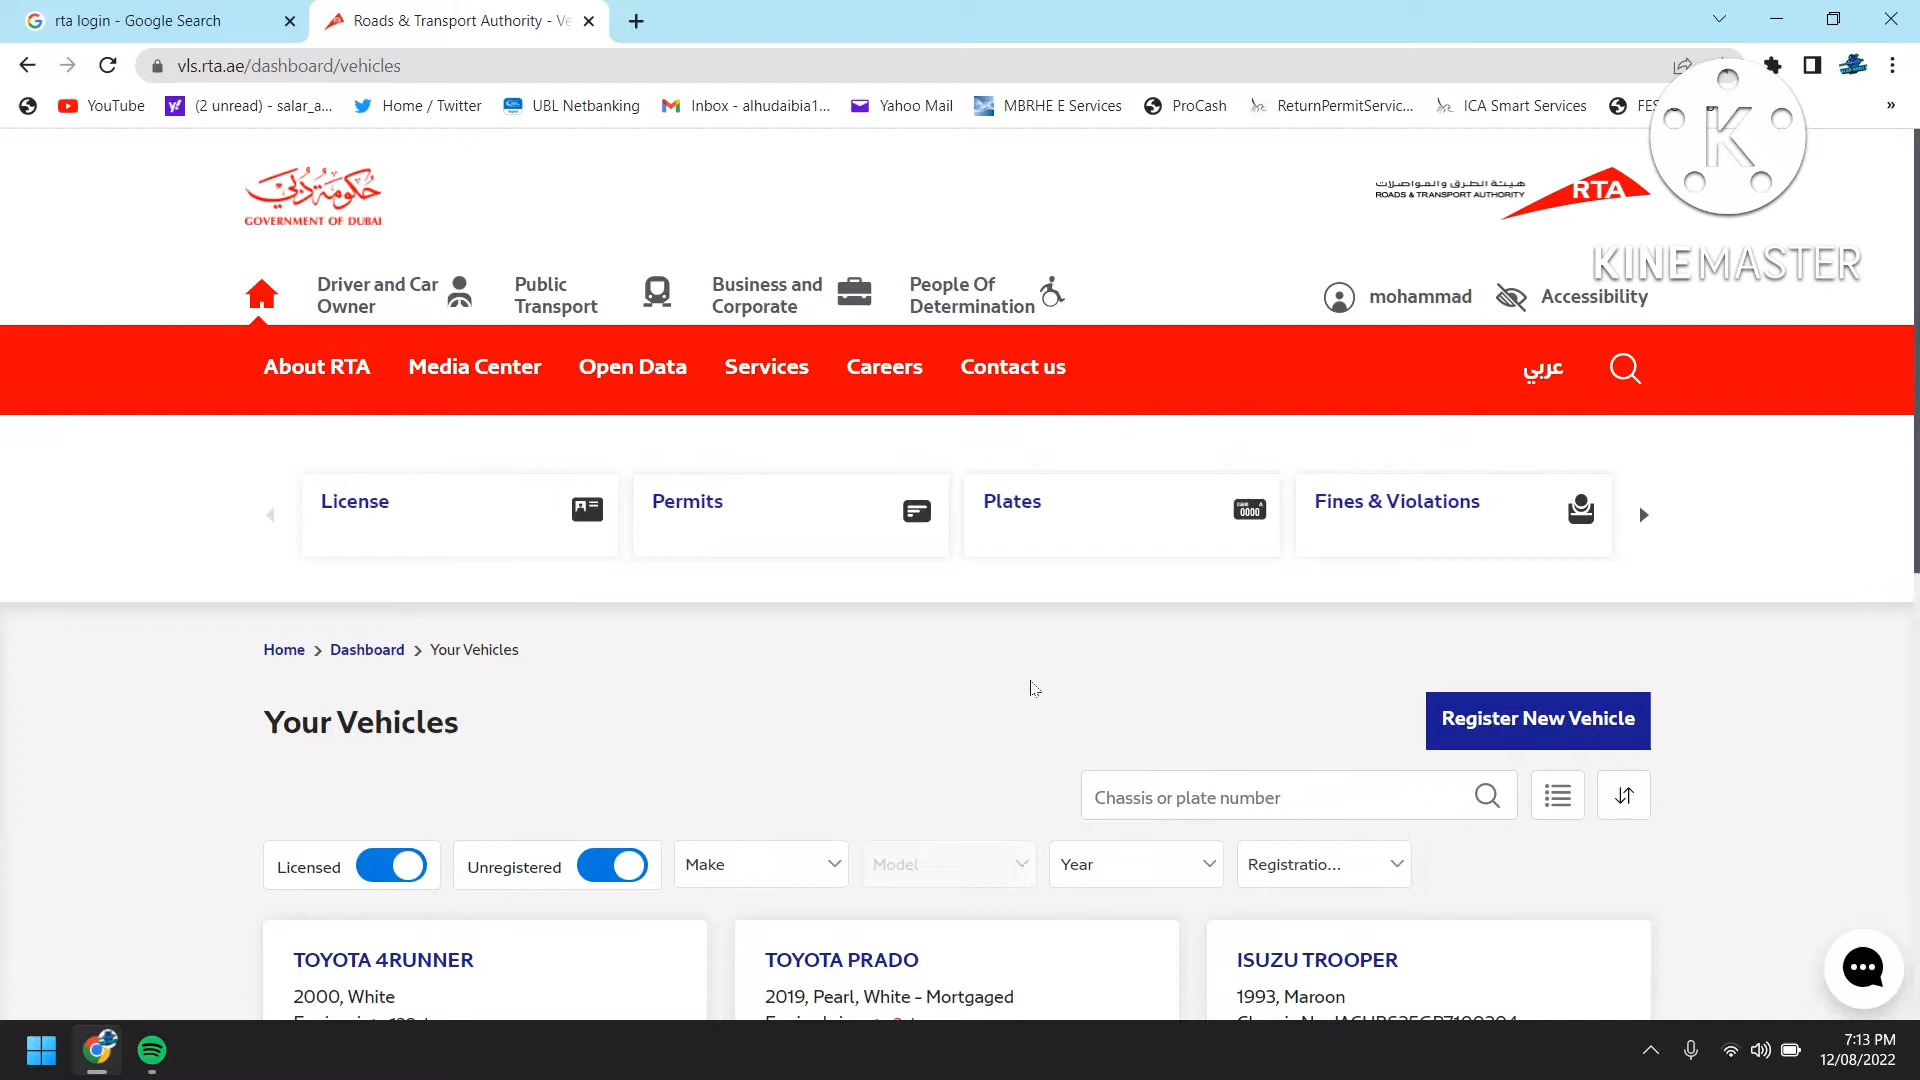 rta login - Google Search
Roads & Transport Authority - Ve
vls.rta.ae/dashboard/vehicles
YouTube
(2 unread) - salar_a...
Home / Twitter
UBL Netbanking
Inbox - alhudaibia1...
Yahoo Mail
MBRHE E Services
ProCash
ReturnPermitServic...
ICA Smart Services
»
K
KINEMASTER
حكومة دبي
GOVERNMENT OF DUBAI
هيئة الطرق والمواصلات
ROADS & TRANSPORT AUTHORITY
RTA
Driver and Car
Owner
Public
Transport
Business and
Corporate
People Of
Determination
mohammad
Accessibility
About RTA
Media Center
Open Data
Services
Careers
Contact us
عربي
License
Permits
Plates
0000
Fines & Violations
Home > Dashboard > Your Vehicles
Your Vehicles
Register New Vehicle
Chassis or plate number
Licensed
Unregistered
Make
Model
Year
Registratio...
TOYOTA 4RUNNER
2000, White
TOYOTA PRADO
2019, Pearl, White - Mortgaged
ISUZU TROOPER
1993, Maroon
7:13 PM
12/08/2022